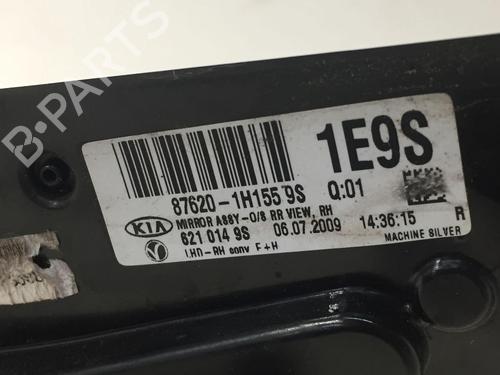 B-PARTS
1E9S
87620-1H155 9S Q:01
KIA MIRROR ASSY-O/S RR VIEW, RH
621 014 9S 06.07.2009 14:36:15 R
LHD-RH conv E+H MACHINE SILVER